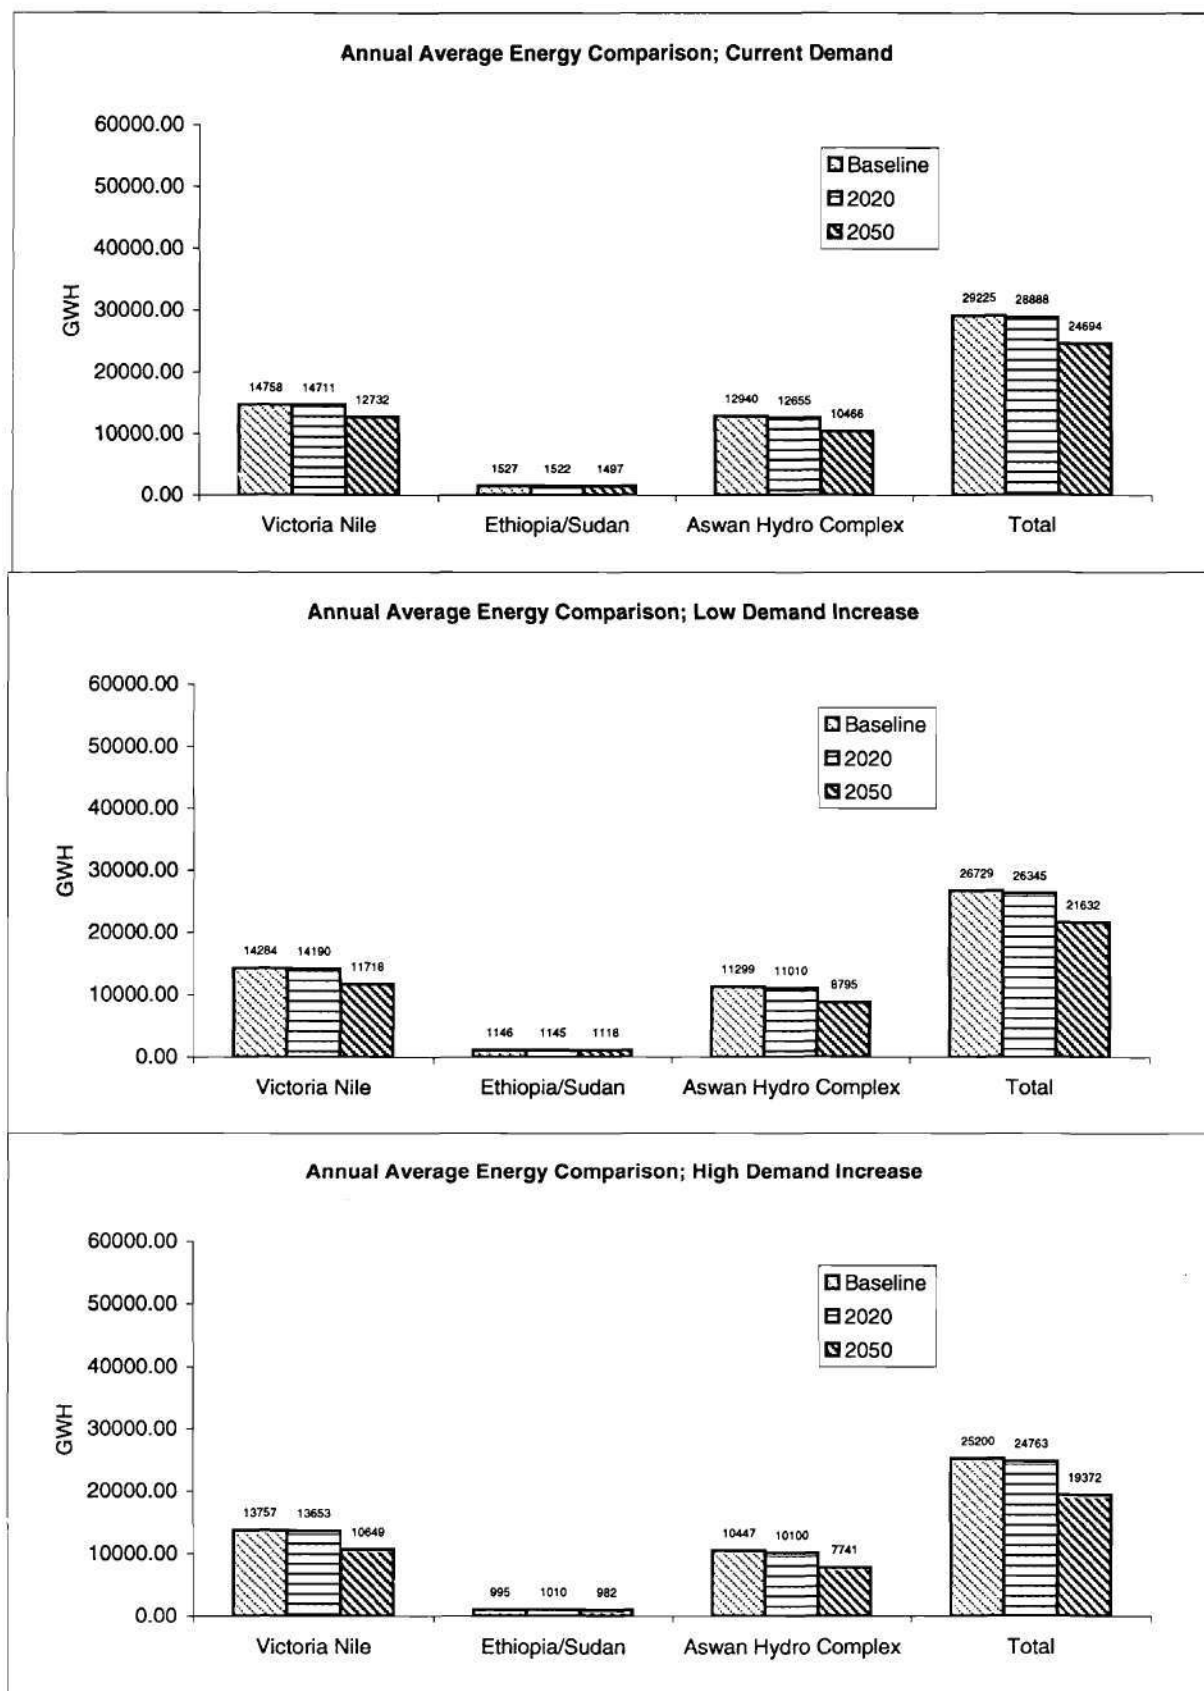 Annual Average Energy Comparison; Current Demand
60000.00
50000.00
40000.00
30000.00
20000.00
10000.00
0.00
GWH
Baseline
2020
2050
14758 14711 12732
1527 1522 1497
12940 12655 10466
29225 28888 24694
Victoria Nile Ethiopia/Sudan Aswan Hydro Complex Total
Annual Average Energy Comparison; Low Demand Increase
60000.00
50000.00
40000.00
30000.00
20000.00
10000.00
0.00
GWH
Baseline
2020
2050
14284 14190 11718
1146 1145 1118
11299 11010 8795
26729 26345 21632
Victoria Nile Ethiopia/Sudan Aswan Hydro Complex Total
Annual Average Energy Comparison; High Demand Increase
60000.00
50000.00
40000.00
30000.00
20000.00
10000.00
0.00
GWH
Baseline
2020
2050
13757 13653 10649
995 1010 982
10447 10100 7741
25200 24763 19372
Victoria Nile Ethiopia/Sudan Aswan Hydro Complex Total